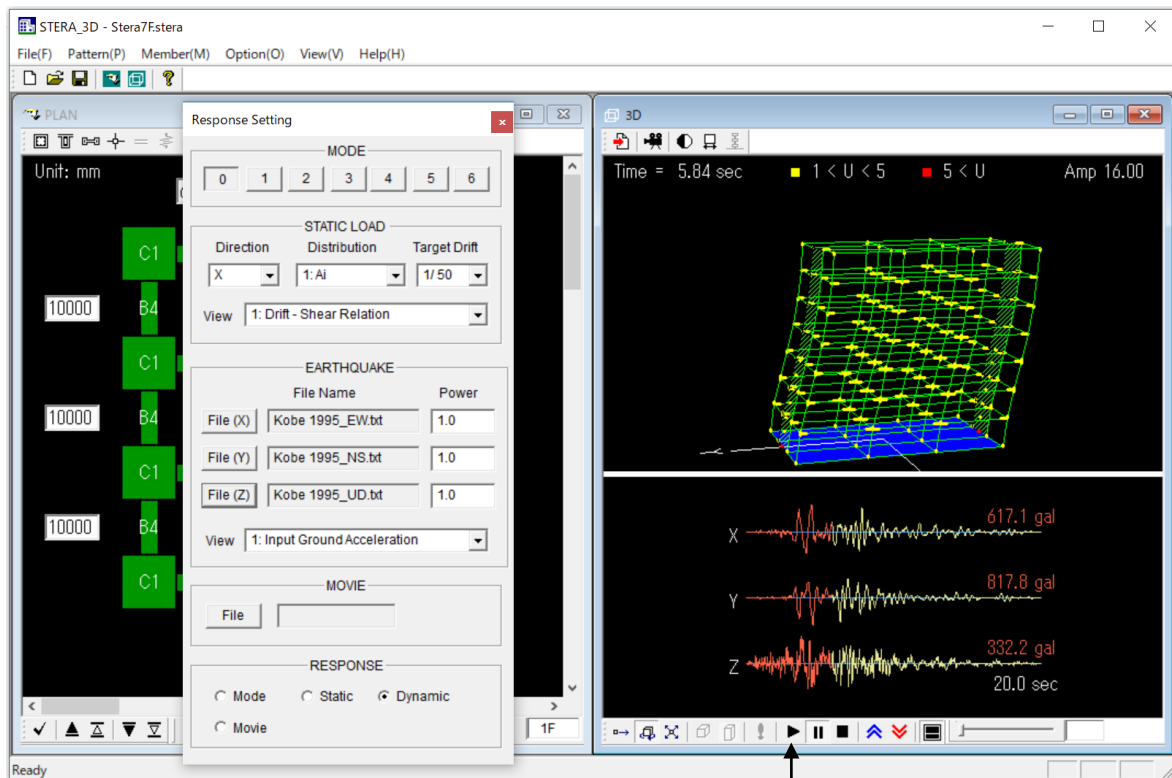 STERA_3D - Stera7F.stera
File(F) Pattern(P) Member(M) Option(O) View(V) Help(H)
PLAN
Unit: mm
C1
10000
B4
C1
10000
B4
C1
10000
B4
C1
1F
Response Setting
MODE
0 1 2 3 4 5 6
STATIC LOAD
Direction Distribution Target Drift
X 1: Ai 1/ 50
View 1: Drift - Shear Relation
EARTHQUAKE
File Name Power
File (X) Kobe 1995_EW.txt 1.0
File (Y) Kobe 1995_NS.txt 1.0
File (Z) Kobe 1995_UD.txt 1.0
View 1: Input Ground Acceleration
MOVIE
File
RESPONSE
Mode Static Dynamic
Movie
3D
Time = 5.84 sec 1 < U < 5 5 < U Amp 16.00
X 617.1 gal
Y 817.8 gal
Z 332.2 gal
20.0 sec
Ready